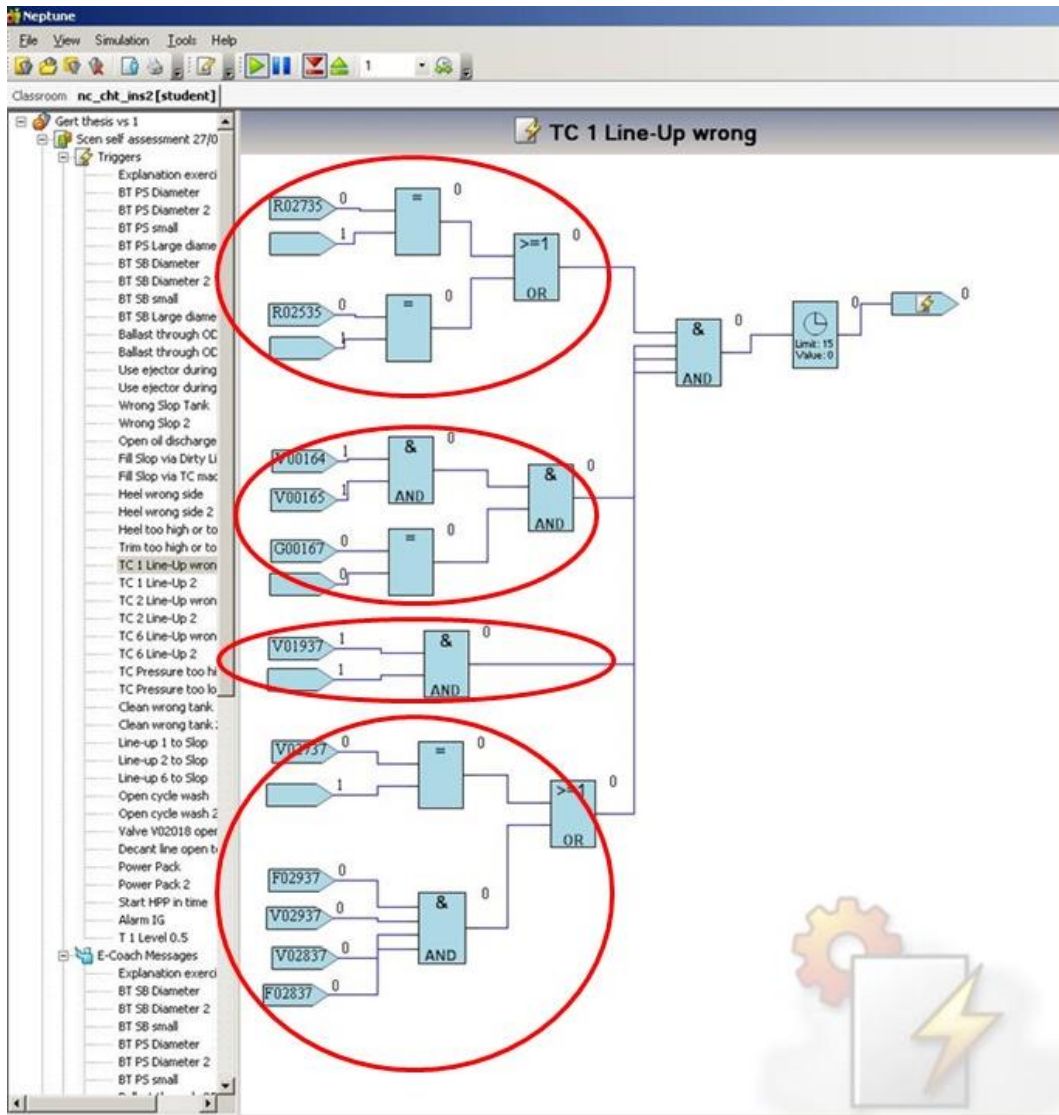 Neptune
File View Simulation Tools Help
1
Classroom nc_cht_ins2[student]
Gert thesis vs 1
Scen self assessment 27/0
Triggers
Explanation exerci
BT PS Diameter
BT PS Diameter 2
BT PS small
BT PS Large diame
BT SB Diameter
BT SB Diameter 2
BT SB small
BT SB Large diame
Ballast through OD
Ballast through OD
Use ejector during
Use ejector during
Wrong Slop Tank
Wrong Slop 2
Open oil discharge
Fill Slop via Dirty Li
Fill Slop via TC mac
Heel wrong side
Heel wrong side 2
Heel too high or to
Trim too high or to
TC 1 Line-Up wron
TC 1 Line-Up 2
TC 2 Line-Up wron
TC 2 Line-Up 2
TC 6 Line-Up wron
TC 6 Line-Up 2
TC Pressure too hi
TC Pressure too lo
Clean wrong tank
Clean wrong tank
Line-up 1 to Slop
Line-up 2 to Slop
Line-up 6 to Slop
Open cycle wash
Open cycle wash 2
Valve V02018 oper
Decant line open t
Power Pack
Power Pack 2
Start HPP in time
Alarm IG
T 1 Level 0.5
E-Coach Messages
Explanation exerci
BT SB Diameter
BT SB Diameter 2
BT SB small
BT PS Diameter
BT PS Diameter 2
BT PS small
TC 1 Line-Up wrong
R02735 0 = 0
1
>=1 0
OR
R02535 0 = 0
1
& 0
AND
Limit: 15
Value: 0
0
0
V00164 1 & 0
V00165 1 AND
& 0
AND
G00167 0 = 0
0
V01937 1 & 0
1
AND
V02737 0 = 0
1
>=1 0
OR
F02937 0 & 0
V02937 0
V02837 0 AND
F02837 0